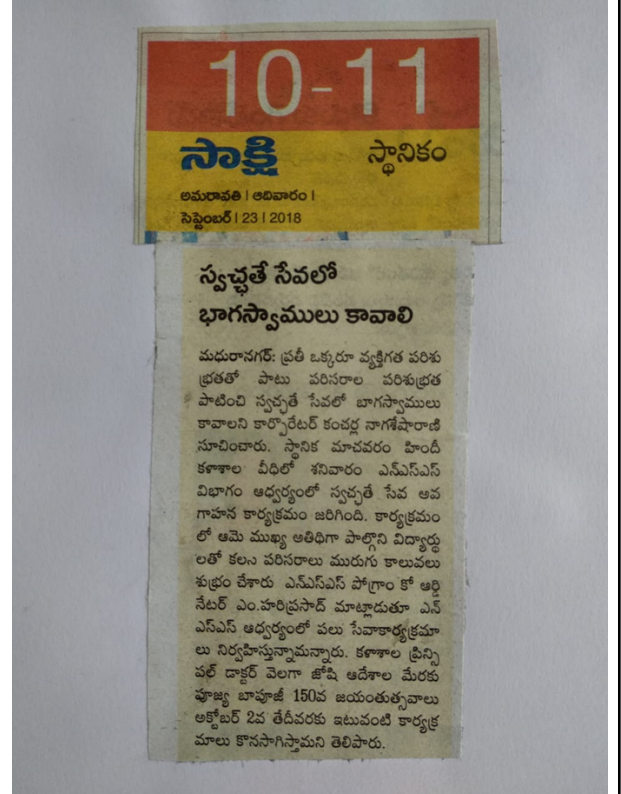 10-11
సాక్షి స్థానికం
అమరావతి | ఆదివారం |
సెప్టెంబర్ | 23 | 2018
స్వచ్ఛతే సేవలో
భాగస్వాములు కావాలి
మధురానగర్: ప్రతీ ఒక్కరూ వ్యక్తిగత పరిశు
భ్రతతో పాటు పరిసరాల పరిశుభ్రత
పాటించి స్వచ్ఛతే సేవలో బాగస్వాములు
కావాలని కార్పొరేటర్ కంచర్ల నాగశేషారాణి
సూచించారు. స్థానిక మాచవరం హిందీ
కళాశాల వీధిలో శనివారం ఎన్ఎస్ఎస్
విభాగం ఆధ్వర్యంలో స్వచ్ఛతే సేవ అవ
గాహన కార్యక్రమం జరిగింది. కార్యక్రమం
లో ఆమె ముఖ్య అతిథిగా పాల్గొని విద్యార్థు
లతో కలసి పరిసరాలు మురుగు కాలువలు
శుభ్రం చేశారు ఎన్ఎస్ఎస్ పోగ్రాం కో ఆర్డి
నేటర్ ఎం.హరిప్రసాద్ మాట్లాడుతూ ఎన్
ఎస్ఎస్ ఆధ్వర్యంలో పలు సేవాకార్యక్రమా
లు నిర్వహిస్తున్నామన్నారు. కళాశాల ప్రిన్సి
పల్ డాక్టర్ వెలగా జోషి ఆదేశాల మేరకు
పూజ్య బాపూజీ 150వ జయంతుత్సవాలు
అక్టోబర్ 2వ తేదీవరకు ఇటువంటి కార్యక్ర
మాలు కొనసాగిస్తామని తెలిపారు.